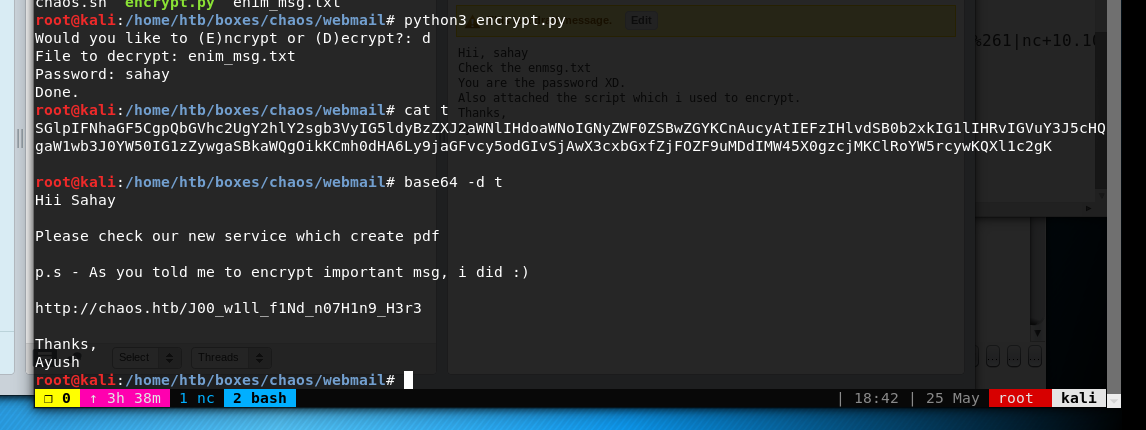 chaos.sh encrypt.py enim_msg.txt
root@kali:/home/htb/boxes/chaos/webmail# python3 encrypt.py
message. Edit
Would you like to (E)ncrypt or (D)ecrypt?: d
%261|nc+10.10
File to decrypt: enim_msg.txt
Hii, sahay
Password: sahay
Check the enmsg.txt
You are the password XD.
Done.
Also attached the script which i used to encrypt.
root@kali:/home/htb/boxes/chaos/webmail# cat t
Thanks,
SGlpIFNhaGF5CgpQbGVhc2UgY2hlY2sgb3VyIG5ldyBzZXJ2aWNlIHdoaWNoIGNyZWF0ZSBwZGYKCnAucyAtIEFzIHlvdSB0b2xkIG1lIHRvIGVuY3J5cHQ
gaW1wb3J0YW50IG1zZywgaSBkaWQgOikKCmh0dHA6Ly9jaGFvcy5odGIvSjAwX3cxbGxfZjFOZF9uMDdIMW45X0gzcjMKClRoYW5rcywKQXl1c2gK
root@kali:/home/htb/boxes/chaos/webmail# base64 -d t
Hii Sahay
Please check our new service which create pdf
p.s - As you told me to encrypt important msg, i did :)
http://chaos.htb/J00_w1ll_f1Nd_n07H1n9_H3r3
Thanks,
Select Threads
Ayush
root@kali:/home/htb/boxes/chaos/webmail#
0 ↑ 3h 38m 1 nc 2 bash | 18:42 | 25 May root kali